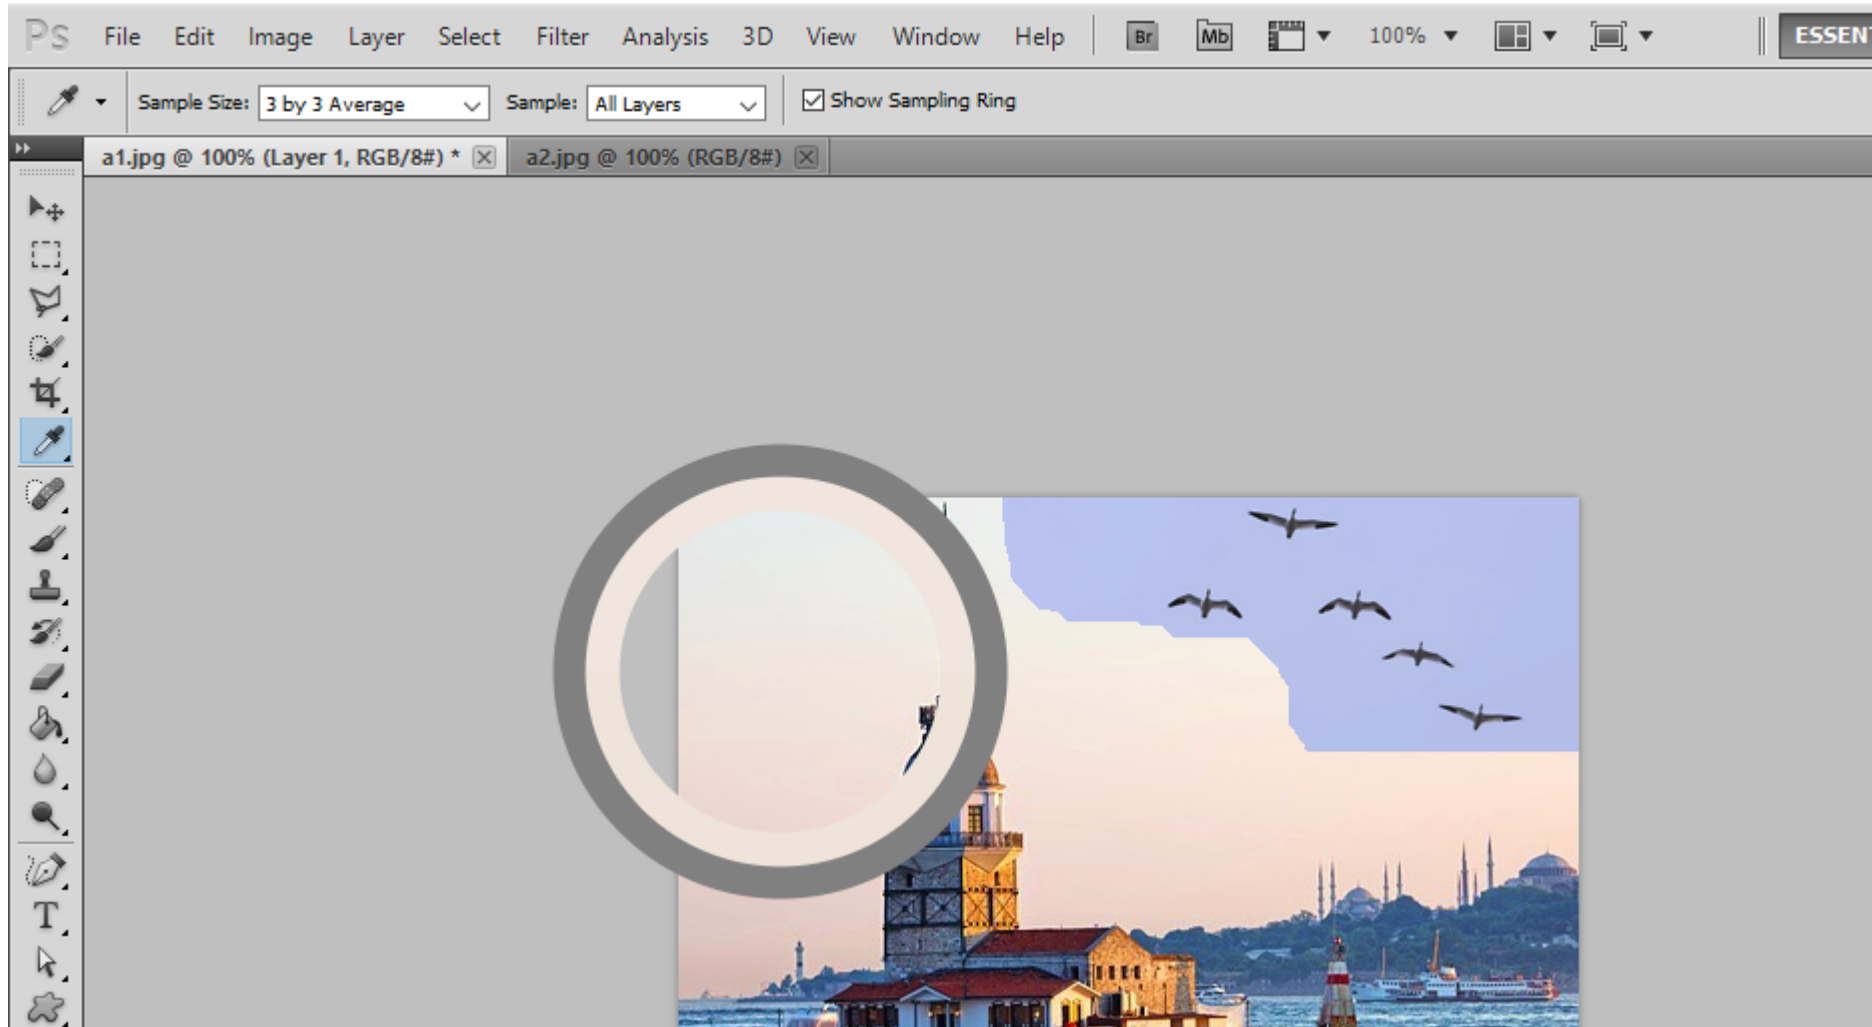 Ps File Edit Image Layer Select Filter Analysis 3D View Window Help Br Mb 100% ESSEN
Sample Size: 3 by 3 Average Sample: All Layers Show Sampling Ring
a1.jpg @ 100% (Layer 1, RGB/8#) * a2.jpg @ 100% (RGB/8#)
T